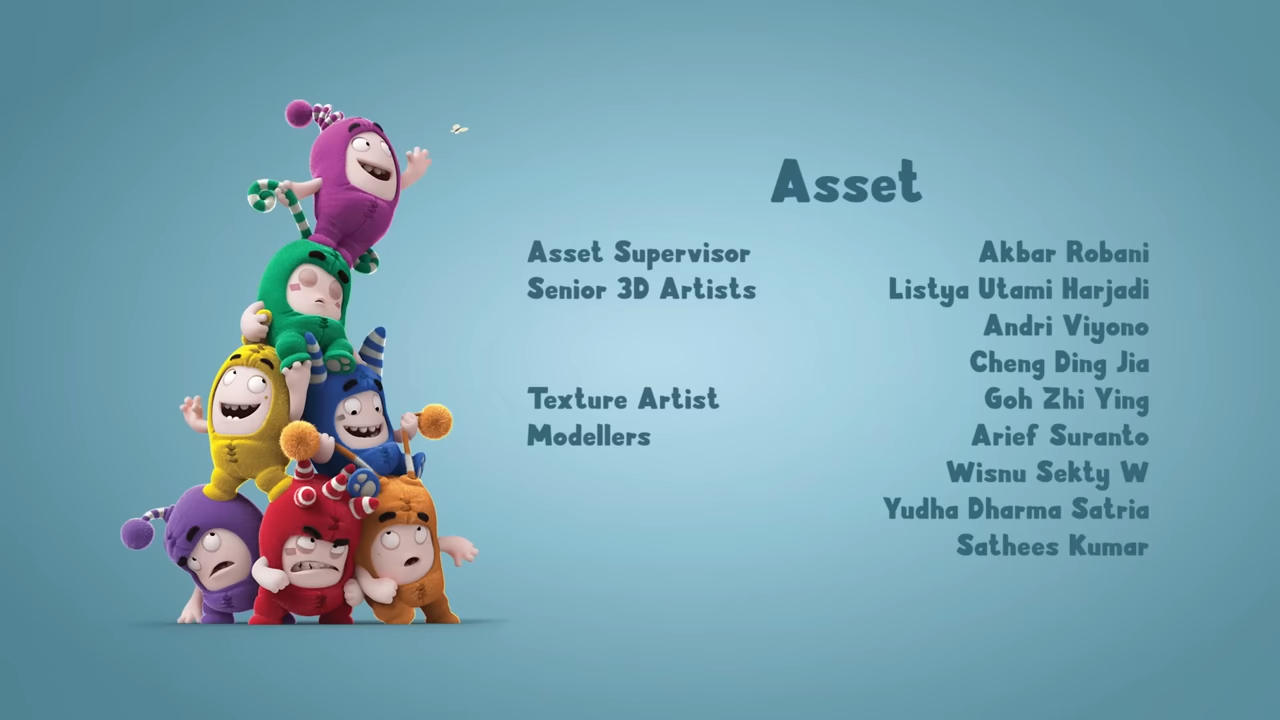 Asset
Asset Supervisor Akbar Robani
Senior 3D Artists Listya Utami Harjadi
Andri Viyono
Cheng Ding Jia
Texture Artist Goh Zhi Ying
Modellers Arief Suranto
Wisnu Sekty W
Yudha Dharma Satria
Sathees Kumar